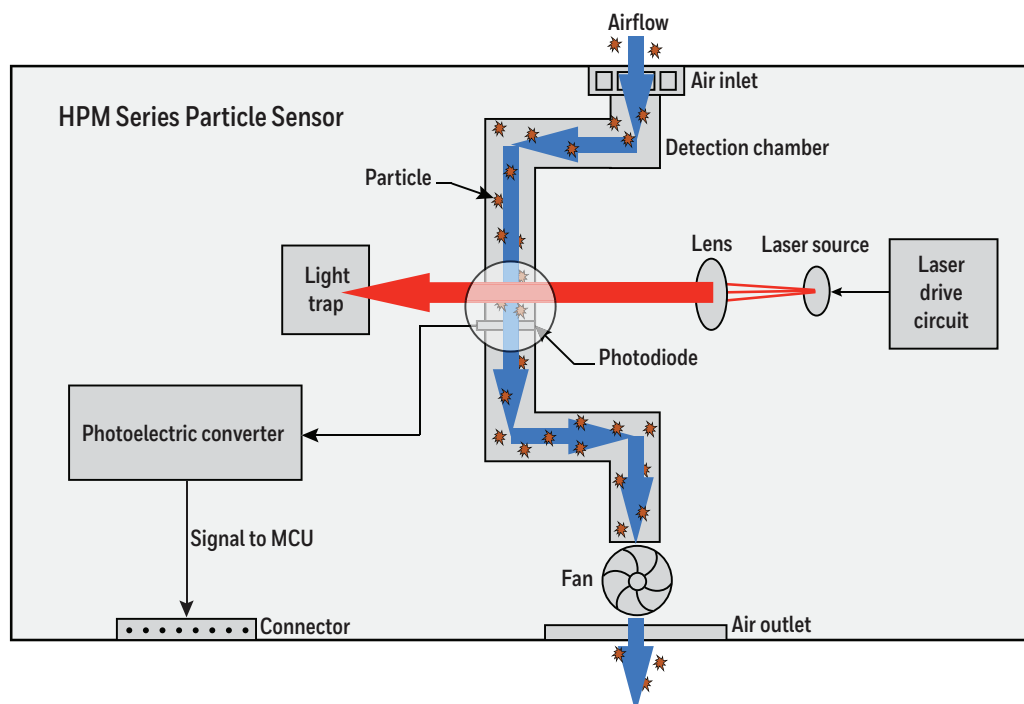 Airflow
Air inlet
HPM Series Particle Sensor
Detection chamber
Particle
Lens
Laser source
Light
trap
Laser
drive
circuit
Photodiode
Photoelectric converter
Signal to MCU
Fan
Connector
Air outlet